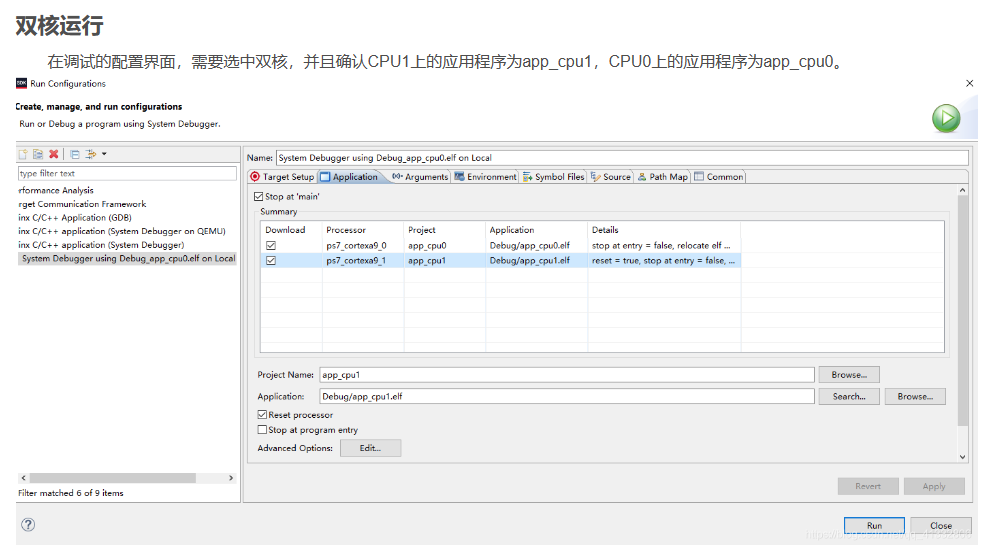 双核运行
在调试的配置界面，需要选中双核，并且确认CPU1上的应用程序为app_cpu1，CPU0上的应用程序为app_cpu0。
SDK Run Configurations
Create, manage, and run configurations
Run or Debug a program using System Debugger.
Name: System Debugger using Debug_app_cpu0.elf on Local
type filter text
Target Setup Application Arguments Environment Symbol Files Source Path Map Common
rformance Analysis
rget Communication Framework
inx C/C++ Application (GDB)
inx C/C++ application (System Debugger on QEMU)
inx C/C++ application (System Debugger)
System Debugger using Debug_app_cpu0.elf on Local
Stop at 'main'
Summary
Download Processor Project Application Details
ps7_cortexa9_0 app_cpu0 Debug/app_cpu0.elf stop at entry = false, relocate elf ...
ps7_cortexa9_1 app_cpu1 Debug/app_cpu1.elf reset = true, stop at entry = false, ...
Project Name: app_cpu1 Browse...
Application: Debug/app_cpu1.elf Search... Browse...
Reset processor
Stop at program entry
Advanced Options: Edit...
Filter matched 6 of 9 items
Revert Apply
Run Close